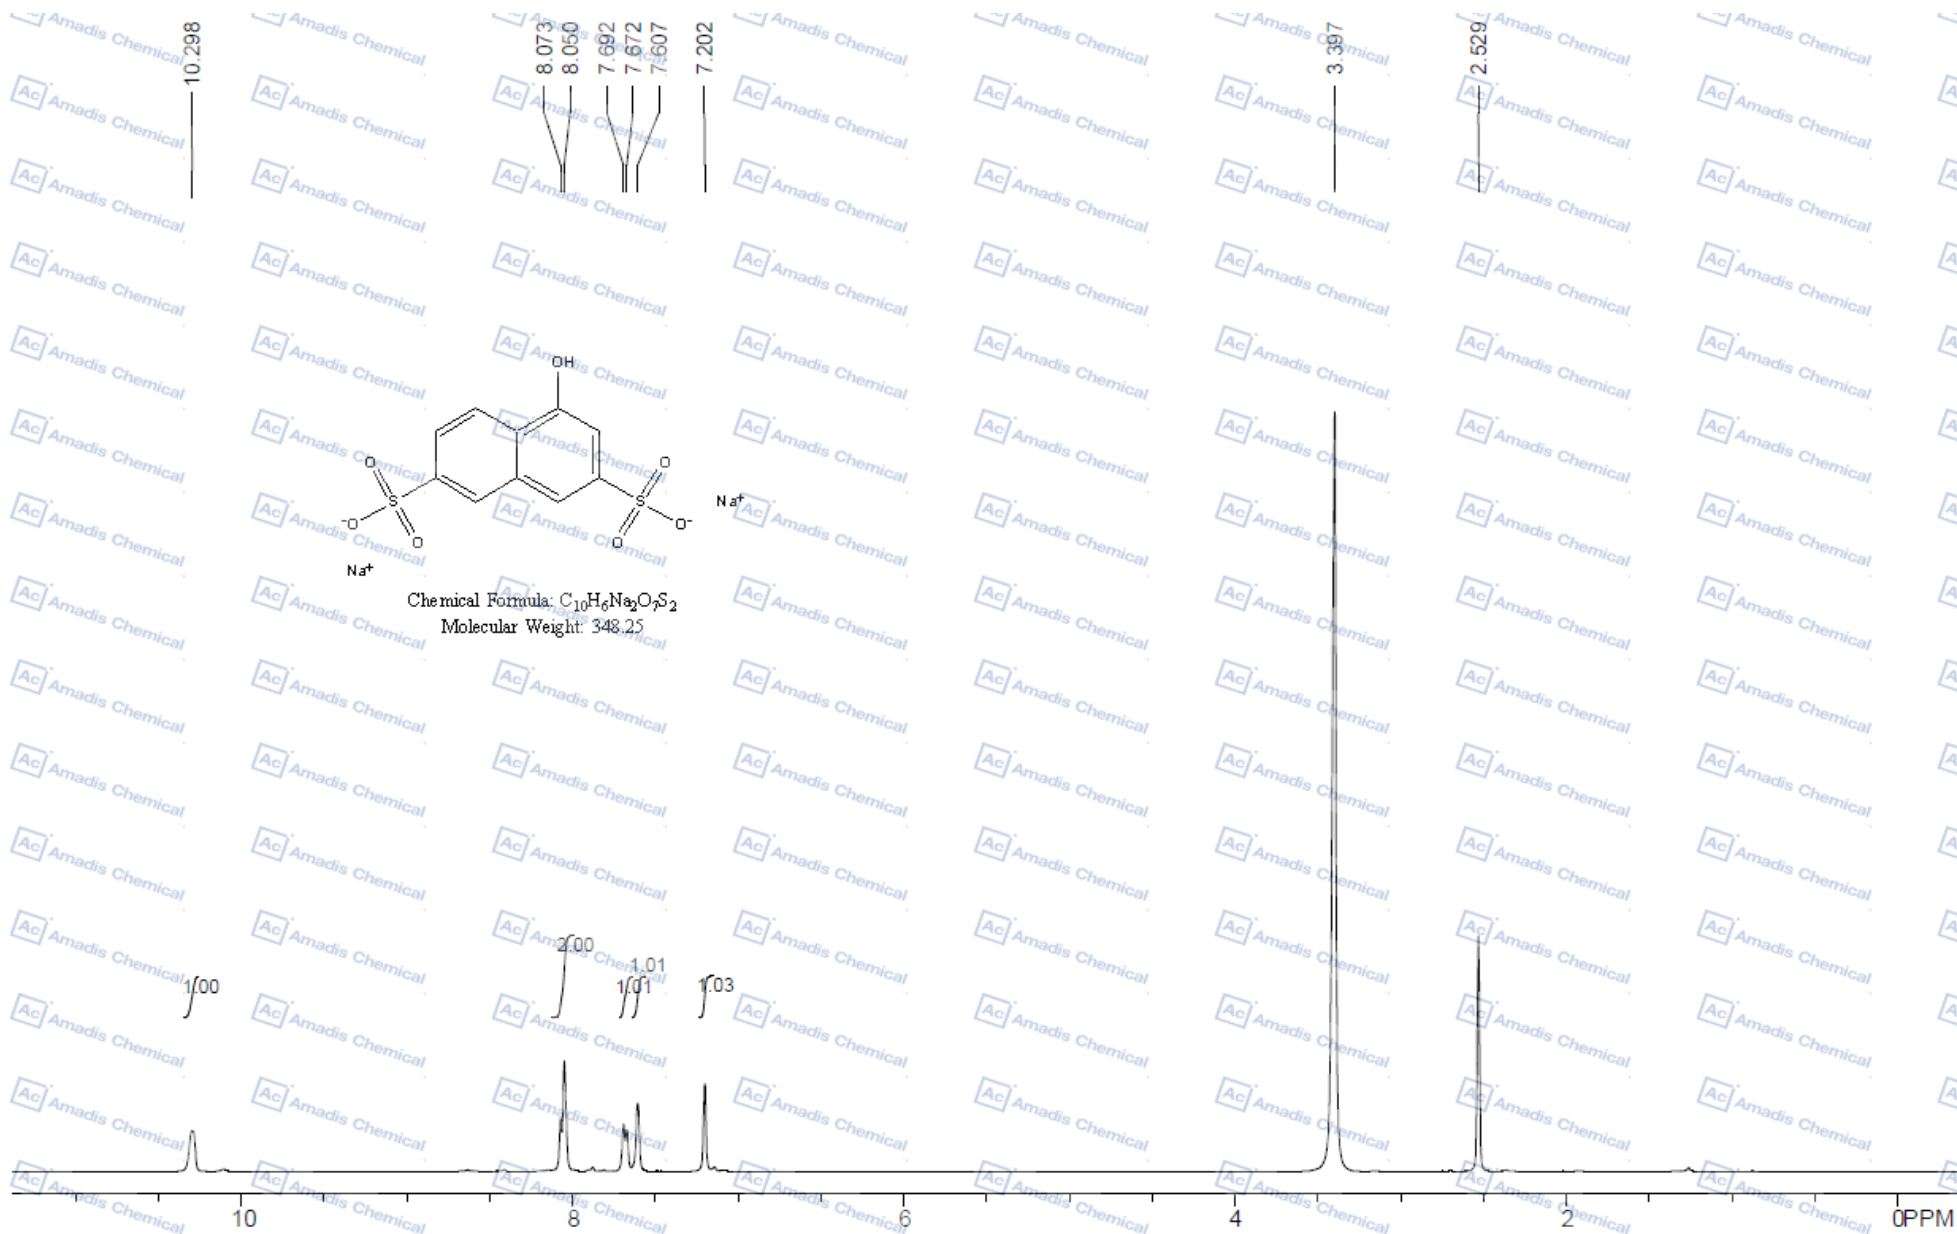 10.298
8.073
8.050
7.692
7.672
7.607
7.202
3.397
2.529
OH
O
O
S
S
Na⁺
⁻O
O⁻
O
O
Na⁺
Chemical Formula: C₁₀H₆Na₂O₇S₂
Molecular Weight: 348.25
2.00
1.01
1.00
1.01
1.03
10
8
6
4
2
0PPM
Ac Amadis Chemical